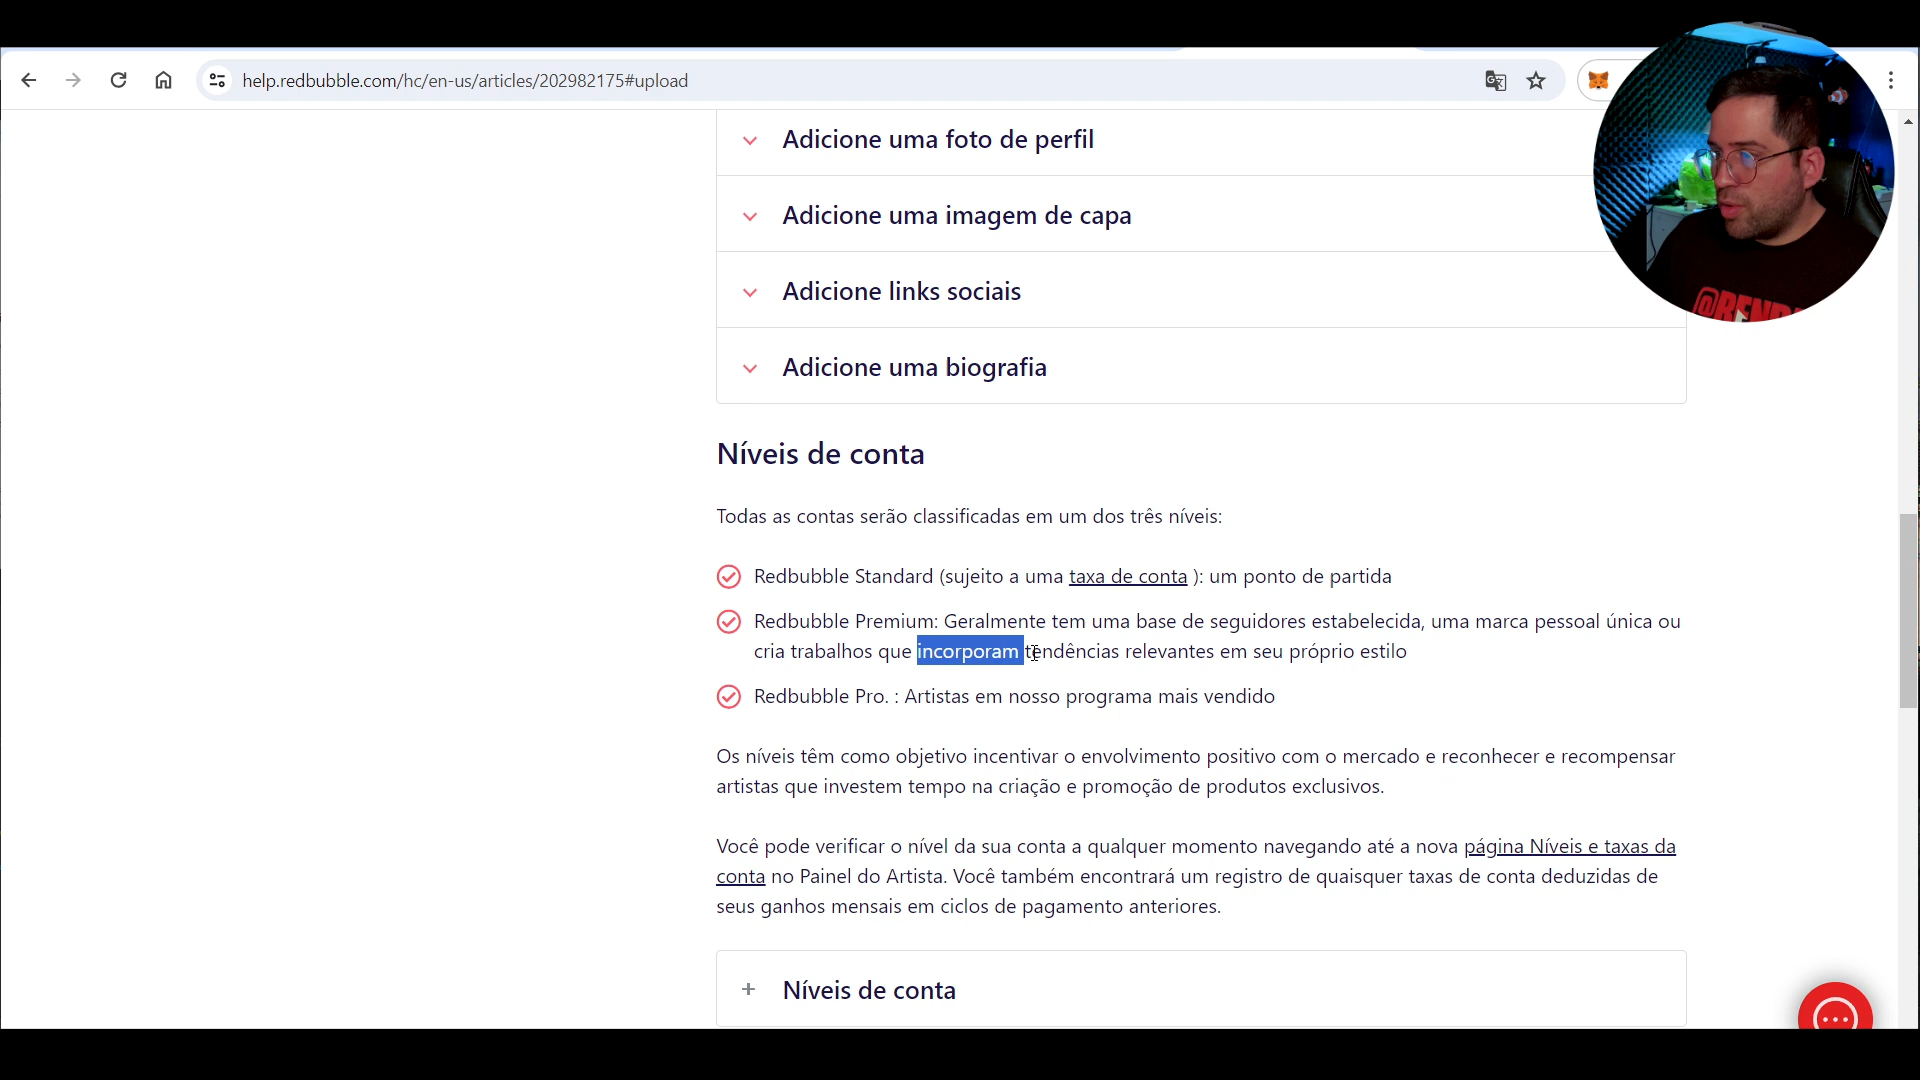 help.redbubble.com/hc/en-us/articles/202982175#upload
Adicione uma foto de perfil
Adicione uma imagem de capa
Adicione links sociais
Adicione uma biografia
Níveis de conta
Todas as contas serão classificadas em um dos três níveis:
Redbubble Standard (sujeito a uma taxa de conta ): um ponto de partida
Redbubble Premium: Geralmente tem uma base de seguidores estabelecida, uma marca pessoal única ou
cria trabalhos que incorporam tendências relevantes em seu próprio estilo
Redbubble Pro. : Artistas em nosso programa mais vendido
Os níveis têm como objetivo incentivar o envolvimento positivo com o mercado e reconhecer e recompensar
artistas que investem tempo na criação e promoção de produtos exclusivos.
Você pode verificar o nível da sua conta a qualquer momento navegando até a nova página Níveis e taxas da
conta no Painel do Artista. Você também encontrará um registro de quaisquer taxas de conta deduzidas de
seus ganhos mensais em ciclos de pagamento anteriores.
Níveis de conta